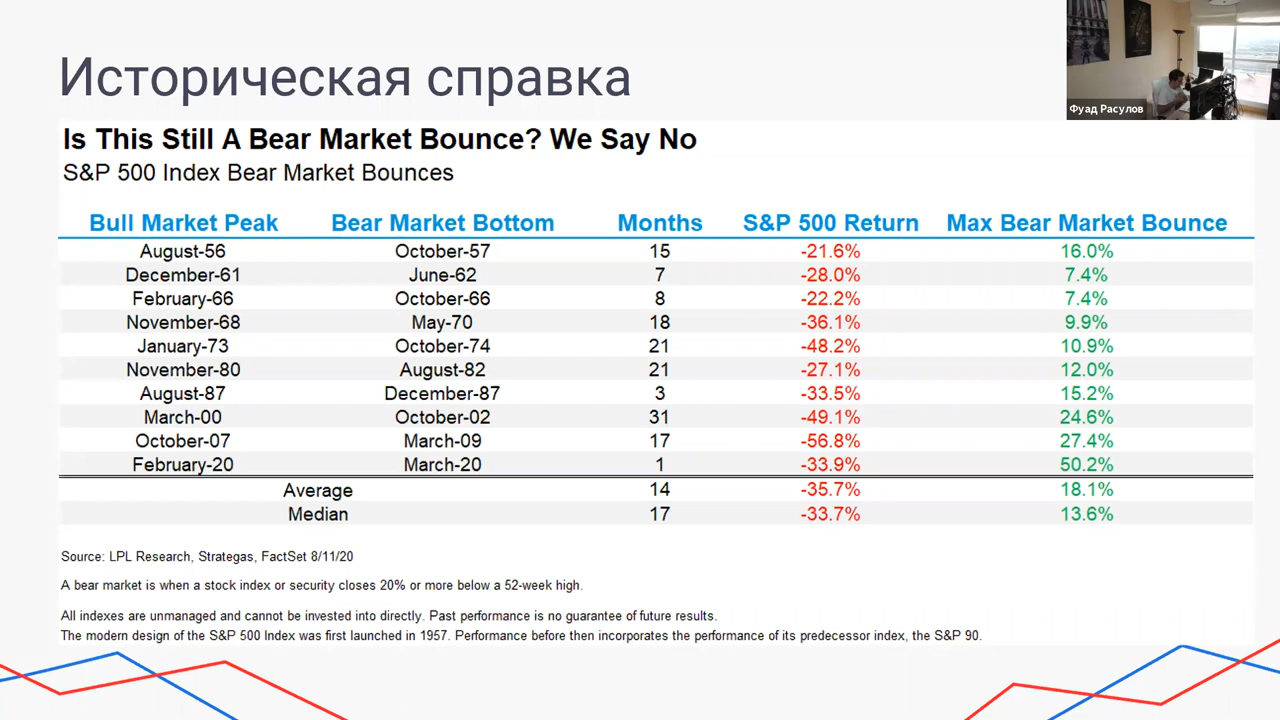 Историческая справка
Фуад Расулов
Is This Still A Bear Market Bounce? We Say No
S&P 500 Index Bear Market Bounces
Bull Market Peak Bear Market Bottom Months S&P 500 Return Max Bear Market Bounce
August-56 October-57 15 -21.6% 16.0%
December-61 June-62 7 -28.0% 7.4%
February-66 October-66 8 -22.2% 7.4%
November-68 May-70 18 -36.1% 9.9%
January-73 October-74 21 -48.2% 10.9%
November-80 August-82 21 -27.1% 12.0%
August-87 December-87 3 -33.5% 15.2%
March-00 October-02 31 -49.1% 24.6%
October-07 March-09 17 -56.8% 27.4%
February-20 March-20 1 -33.9% 50.2%
Average 14 -35.7% 18.1%
Median 17 -33.7% 13.6%
Source: LPL Research, Strategas, FactSet 8/11/20
A bear market is when a stock index or security closes 20% or more below a 52-week high.
All indexes are unmanaged and cannot be invested into directly. Past performance is no guarantee of future results.
The modern design of the S&P 500 Index was first launched in 1957. Performance before then incorporates the performance of its predecessor index, the S&P 90.